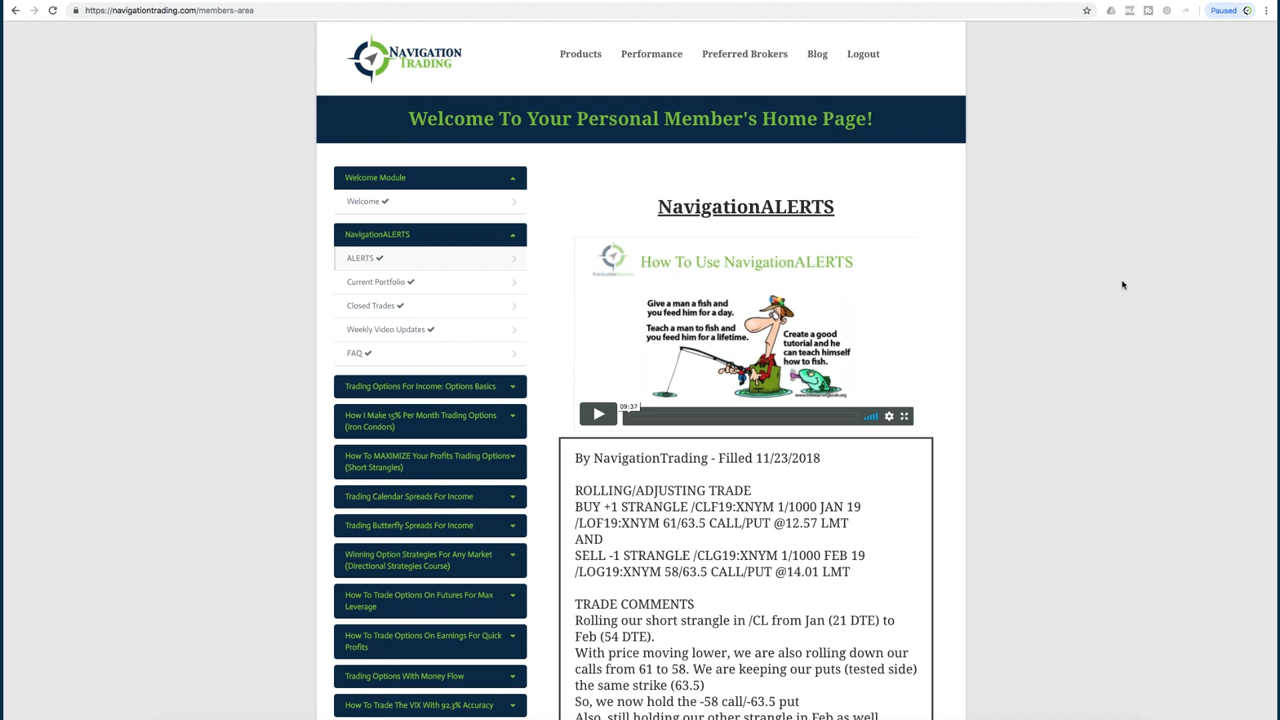 https://navigationtrading.com/members-area
Paused
NAVIGATION
TRADING
Products
Performance
Preferred Brokers
Blog
Logout
Welcome To Your Personal Member's Home Page!
Welcome Module
Welcome
NavigationALERTS
ALERTS
Current Portfolio
Closed Trades
Weekly Video Updates
FAQ
Trading Options For Income: Options Basics
How I Make 15% Per Month Trading Options
(Iron Condors)
How To MAXIMIZE Your Profits Trading Options
(Short Strangles)
Trading Calendar Spreads For Income
Trading Butterfly Spreads For Income
Winning Option Strategies For Any Market
(Directional Strategies Course)
How To Trade Options On Futures For Max
Leverage
How To Trade Options On Earnings For Quick
Profits
Trading Options With Money Flow
How To Trade The VIX With 92.3% Accuracy
NavigationALERTS
How To Use NavigationALERTS
Give a man a fish and
you feed him for a day.
Teach a man to fish and
you feed him for a lifetime.
Create a good
tutorial and he
can teach himself
how to fish.
09:37
By NavigationTrading - Filled 11/23/2018
ROLLING/ADJUSTING TRADE
BUY +1 STRANGLE /CLF19:XNYM 1/1000 JAN 19
/LOF19:XNYM 61/63.5 CALL/PUT @12.57 LMT
AND
SELL -1 STRANGLE /CLG19:XNYM 1/1000 FEB 19
/LOG19:XNYM 58/63.5 CALL/PUT @14.01 LMT
TRADE COMMENTS
Rolling our short strangle in /CL from Jan (21 DTE) to
Feb (54 DTE).
With price moving lower, we are also rolling down our
calls from 61 to 58. We are keeping our puts (tested side)
the same strike (63.5)
So, we now hold the -58 call/-63.5 put
Also, still holding our other strangle in Feb as well